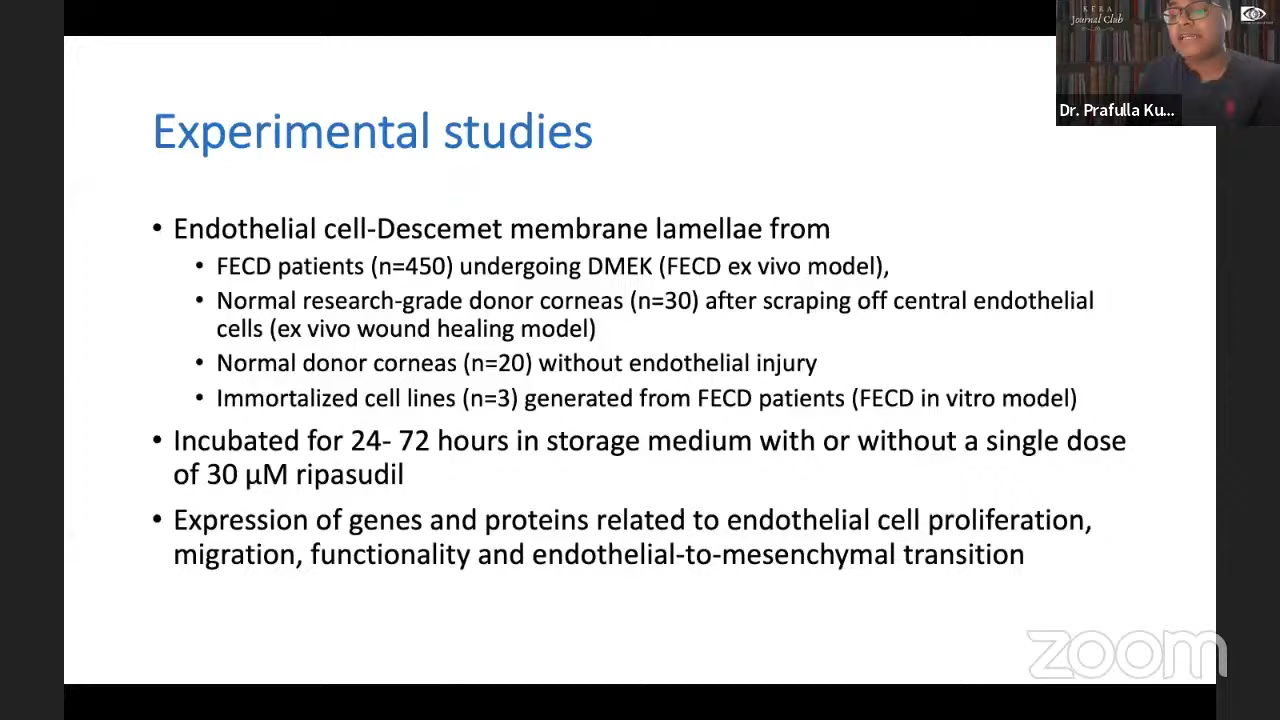 KERA
Journal Club
Dr. Prafulla Ku...
Experimental studies
• Endothelial cell-Descemet membrane lamellae from
• FECD patients (n=450) undergoing DMEK (FECD ex vivo model),
• Normal research-grade donor corneas (n=30) after scraping off central endothelial
cells (ex vivo wound healing model)
• Normal donor corneas (n=20) without endothelial injury
• Immortalized cell lines (n=3) generated from FECD patients (FECD in vitro model)
• Incubated for 24- 72 hours in storage medium with or without a single dose
of 30 µM ripasudil
• Expression of genes and proteins related to endothelial cell proliferation,
migration, functionality and endothelial-to-mesenchymal transition
zoom